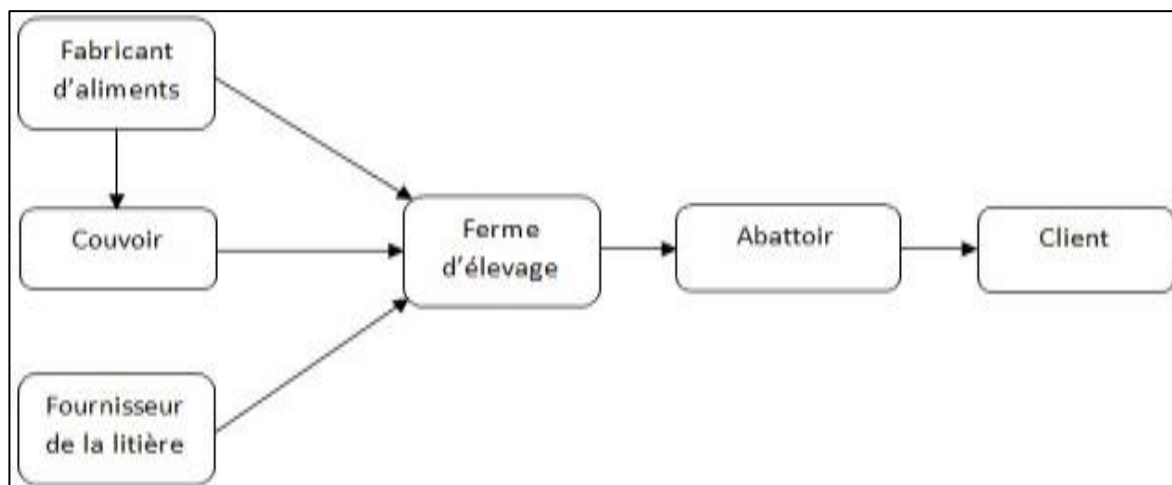 Fabricant
d'aliments
Couvoir
Ferme
d'élevage
Abattoir
Client
Fournisseur
de la litière